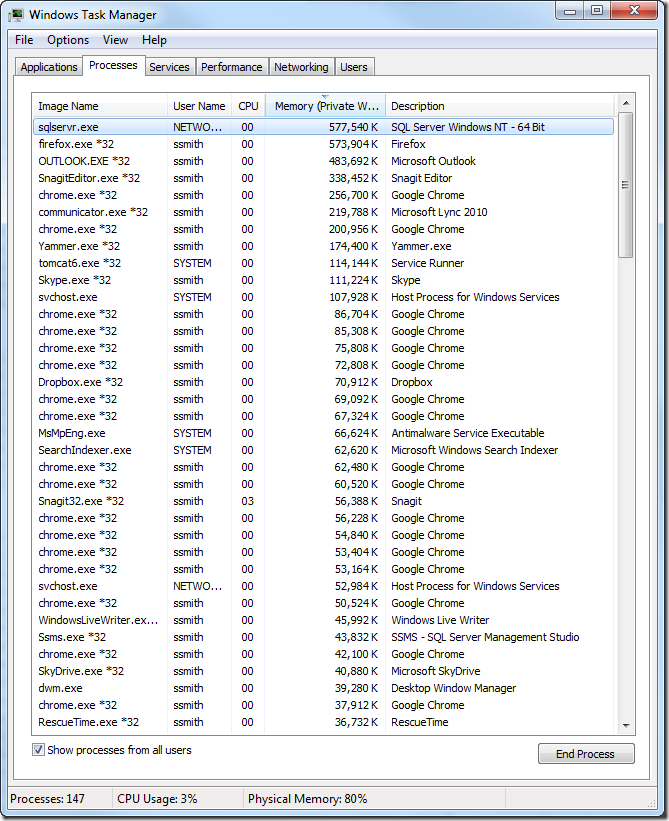 Windows Task Manager
File Options View Help
Applications Processes Services Performance Networking Users
Image Name User Name CPU Memory (Private W... Description
sqlservr.exe NETWO... 00 577,540 K SQL Server Windows NT - 64 Bit
firefox.exe *32 ssmith 00 573,904 K Firefox
OUTLOOK.EXE *32 ssmith 00 483,692 K Microsoft Outlook
SnagitEditor.exe *32 ssmith 00 338,452 K Snagit Editor
chrome.exe *32 ssmith 00 256,700 K Google Chrome
communicator.exe *32 ssmith 00 219,788 K Microsoft Lync 2010
chrome.exe *32 ssmith 00 200,956 K Google Chrome
Yammer.exe *32 ssmith 00 174,400 K Yammer.exe
tomcat6.exe *32 SYSTEM 00 114,144 K Service Runner
Skype.exe *32 ssmith 00 111,224 K Skype
svchost.exe SYSTEM 00 107,928 K Host Process for Windows Services
chrome.exe *32 ssmith 00 86,704 K Google Chrome
chrome.exe *32 ssmith 00 85,308 K Google Chrome
chrome.exe *32 ssmith 00 75,808 K Google Chrome
chrome.exe *32 ssmith 00 72,808 K Google Chrome
Dropbox.exe *32 ssmith 00 70,912 K Dropbox
chrome.exe *32 ssmith 00 69,092 K Google Chrome
chrome.exe *32 ssmith 00 67,324 K Google Chrome
MsMpEng.exe SYSTEM 00 66,624 K Antimalware Service Executable
SearchIndexer.exe SYSTEM 00 62,620 K Microsoft Windows Search Indexer
chrome.exe *32 ssmith 00 62,480 K Google Chrome
chrome.exe *32 ssmith 00 60,520 K Google Chrome
Snagit32.exe *32 ssmith 03 56,388 K Snagit
chrome.exe *32 ssmith 00 56,228 K Google Chrome
chrome.exe *32 ssmith 00 54,840 K Google Chrome
chrome.exe *32 ssmith 00 53,404 K Google Chrome
chrome.exe *32 ssmith 00 53,164 K Google Chrome
svchost.exe NETWO... 00 52,984 K Host Process for Windows Services
chrome.exe *32 ssmith 00 50,524 K Google Chrome
WindowsLiveWriter.ex... ssmith 00 45,992 K Windows Live Writer
Ssms.exe *32 ssmith 00 43,832 K SSMS - SQL Server Management Studio
chrome.exe *32 ssmith 00 42,100 K Google Chrome
SkyDrive.exe *32 ssmith 00 40,880 K Microsoft SkyDrive
dwm.exe ssmith 00 39,280 K Desktop Window Manager
chrome.exe *32 ssmith 00 37,912 K Google Chrome
RescueTime.exe *32 ssmith 00 36,732 K RescueTime
Show processes from all users
End Process
Processes: 147 CPU Usage: 3% Physical Memory: 80%